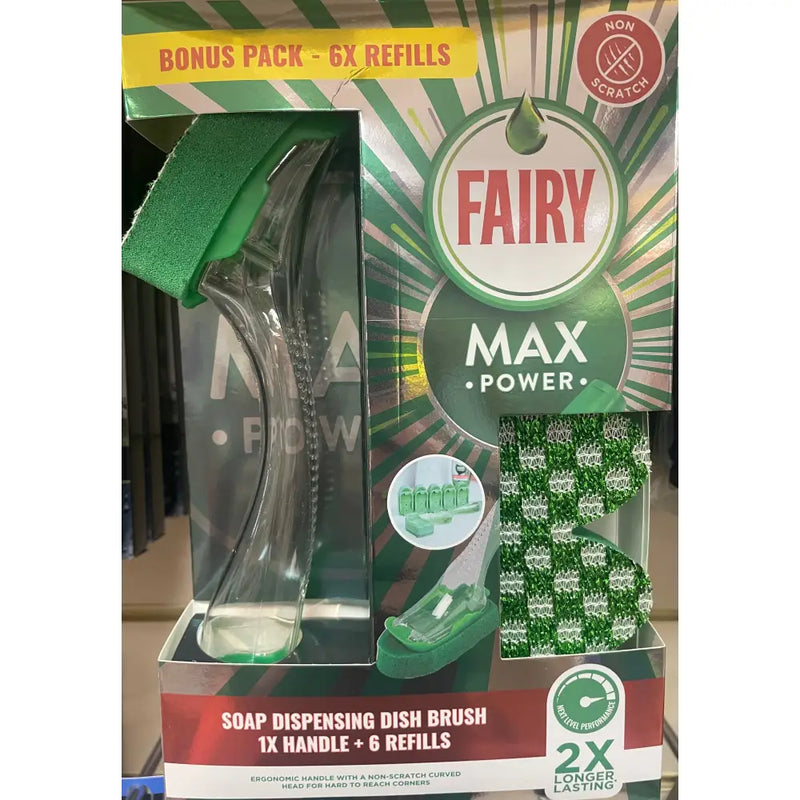 BONUS PACK - 6X REFILLS
NON
SCRATCH
FAIRY
MAX
• POWER •
MA
• POW
SOAP DISPENSING DISH BRUSH
1X HANDLE + 6 REFILLS
ERGONOMIC HANDLE WITH A NON-SCRATCH CURVED
HEAD FOR HARD TO REACH CORNERS
NEXT LEVEL PERFORMANCE
2X
LONGER
LASTING*